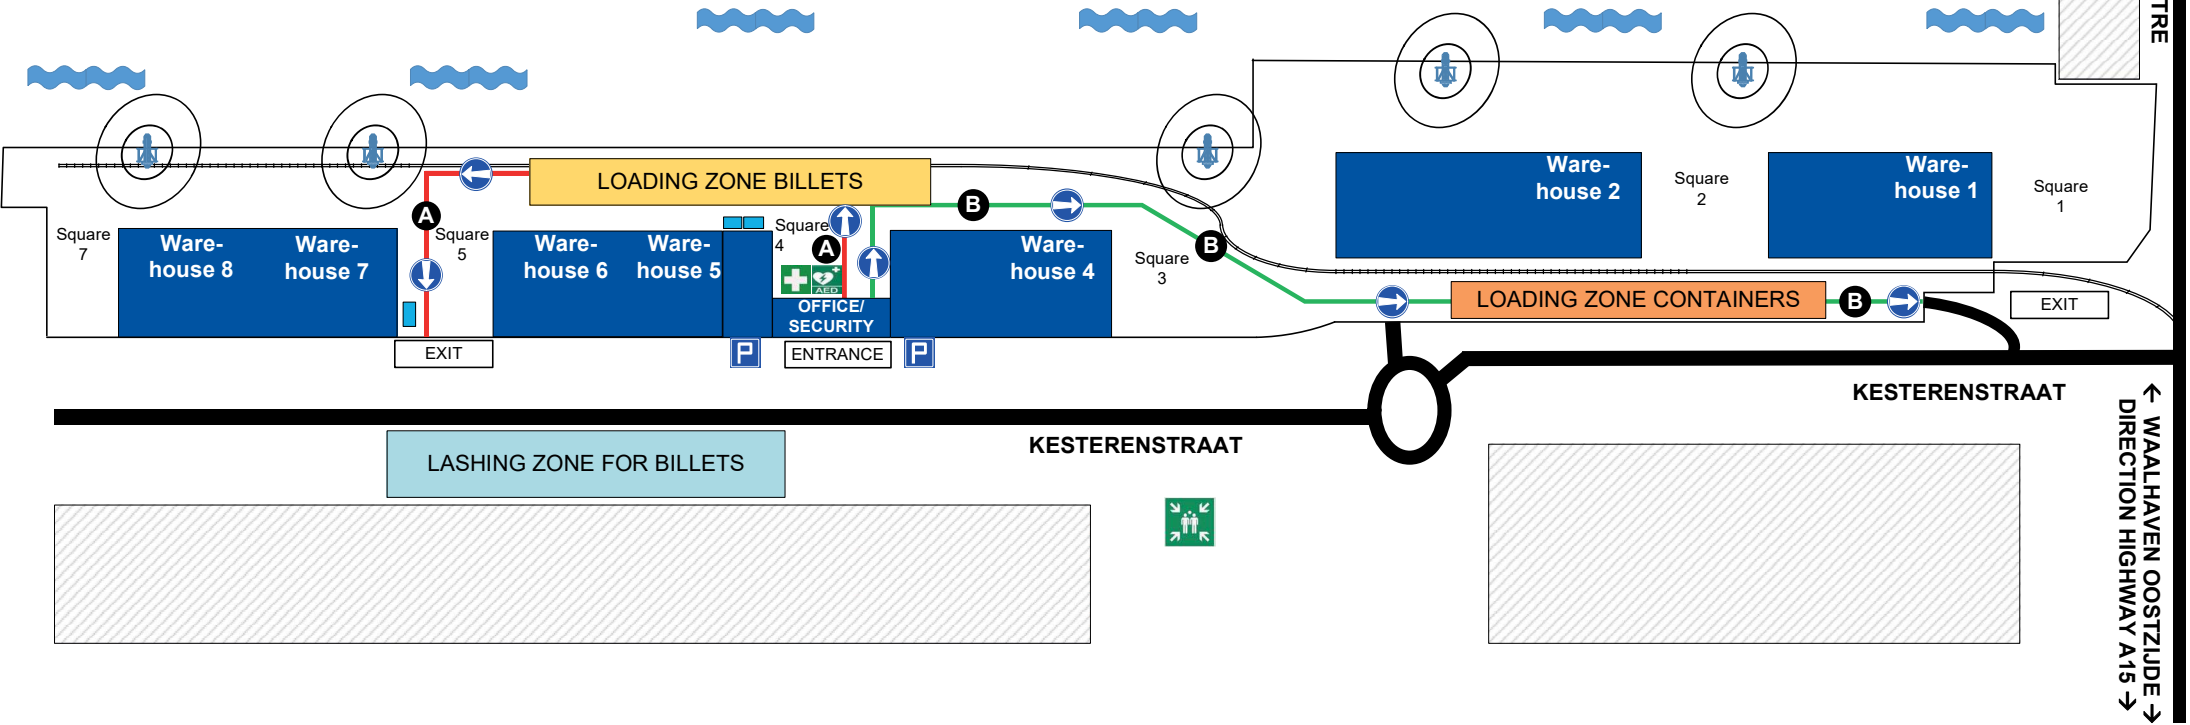 TRE
LOADING ZONE BILLETS
Ware-
house 2
Square
2
Ware-
house 1
Square
1
A
B
Square
7
Ware-
house 8
Ware-
house 7
Square
5
Ware-
house 6
Ware-
house 5
Square
4
A
AED
OFFICE/
SECURITY
Ware-
house 4
Square
3
B
LOADING ZONE CONTAINERS
B
EXIT
EXIT
P
ENTRANCE
P
KESTERENSTRAAT
KESTERENSTRAAT
LASHING ZONE FOR BILLETS
← WAALHAVEN OOSTZIJDE →
DIRECTION HIGHWAY A15 →